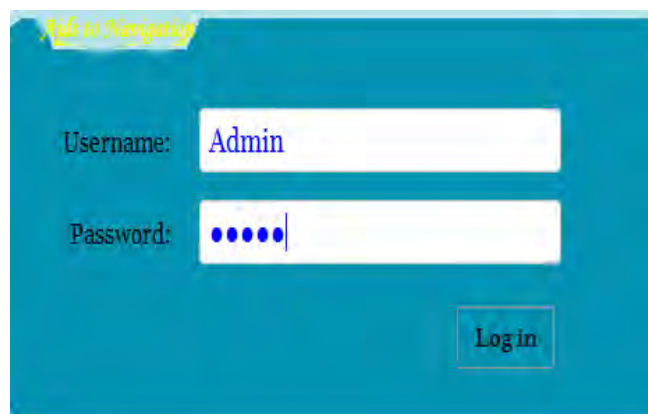 Aids to Navigation
Username: Admin
Password: •••••
Log in